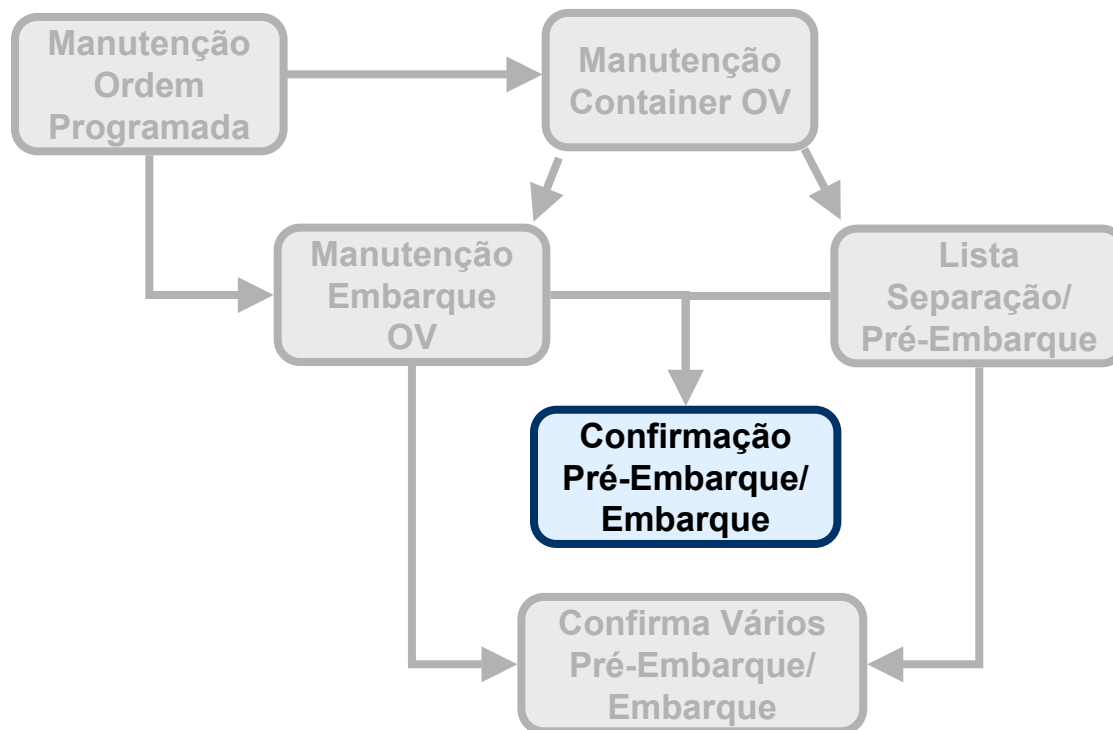 Manutenção
Ordem
Programada
Manutenção
Container OV
Manutenção
Embarque
OV
Lista
Separação/
Pré-Embarque
Confirmação
Pré-Embarque/
Embarque
Confirma Vários
Pré-Embarque/
Embarque